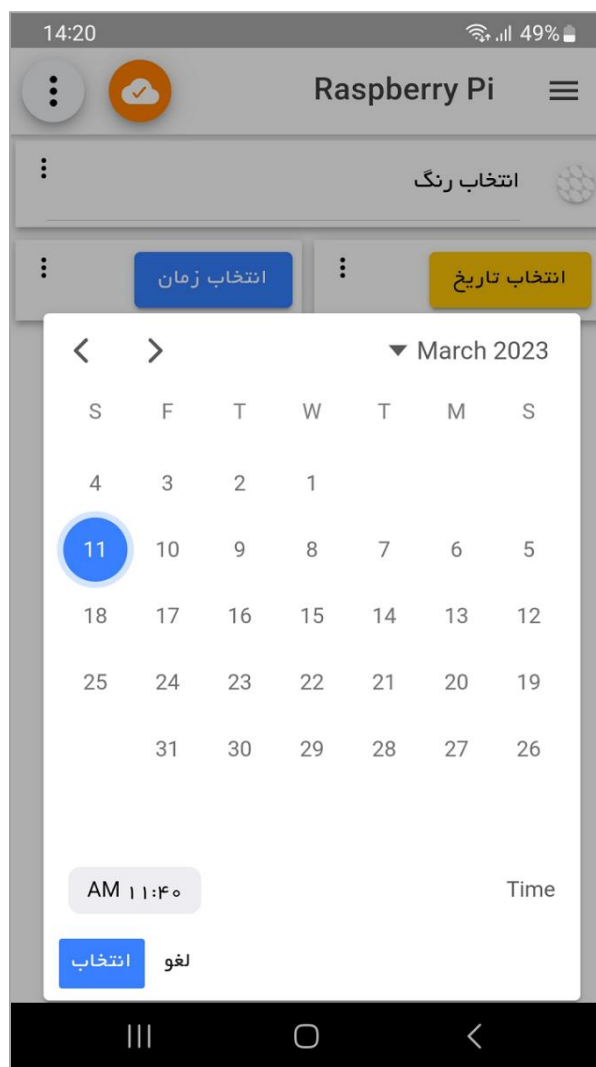 14:20 49%
Raspberry Pi
انتخاب رنگ
انتخاب تاریخ انتخاب زمان
March 2023
S M T W T F S
1 2 3 4
5 6 7 8 9 10 11
12 13 14 15 16 17 18
19 20 21 22 23 24 25
26 27 28 29 30 31
Time ۱۱:۴۰ AM
لغو انتخاب